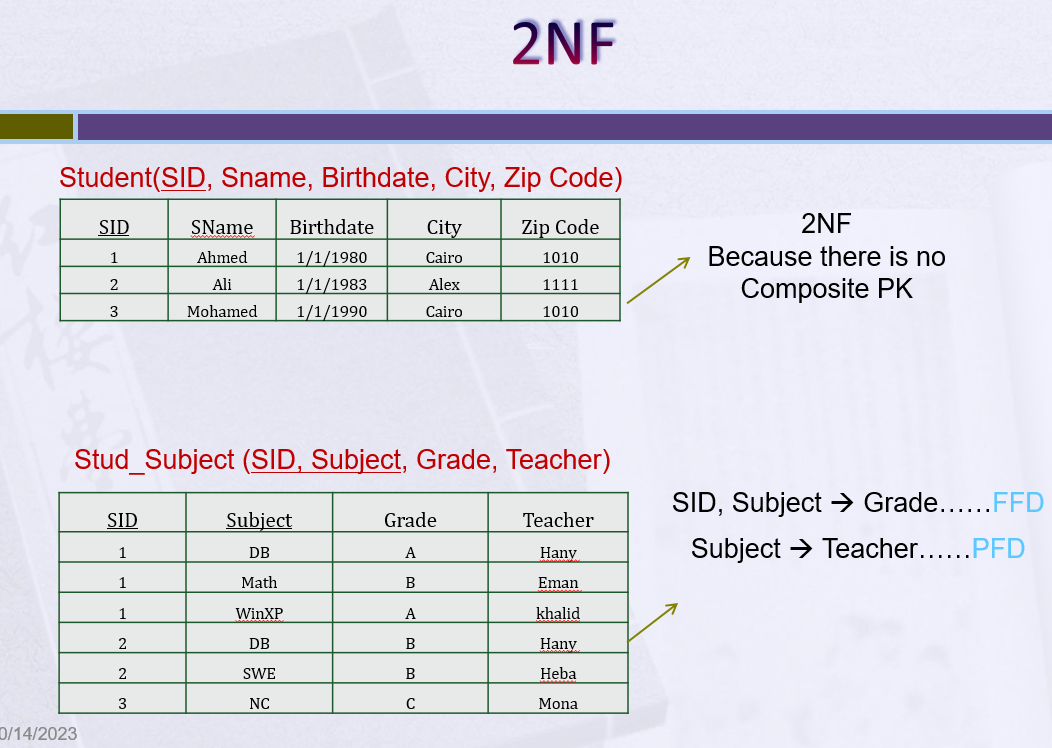 2NF
Student(SID, Sname, Birthdate, City, Zip Code)
SID SName Birthdate City Zip Code
1 Ahmed 1/1/1980 Cairo 1010
2 Ali 1/1/1983 Alex 1111
3 Mohamed 1/1/1990 Cairo 1010
2NF
Because there is no
Composite PK
Stud_Subject (SID, Subject, Grade, Teacher)
SID Subject Grade Teacher
1 DB A Hany
1 Math B Eman
1 WinXP A khalid
2 DB B Hany
2 SWE B Heba
3 NC C Mona
SID, Subject → Grade……FFD
Subject → Teacher……PFD
0/14/2023